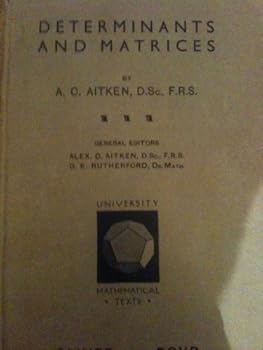 DETERMINANTS
AND MATRICES
BY
A. C. AITKEN, D.Sc., F.R.S.
GENERAL EDITORS
ALEX. C. AITKEN, D.Sc., F.R.S.
D. E. RUTHERFORD, DR. MATH.
UNIVERSITY
MATHEMATICAL
TEXTS